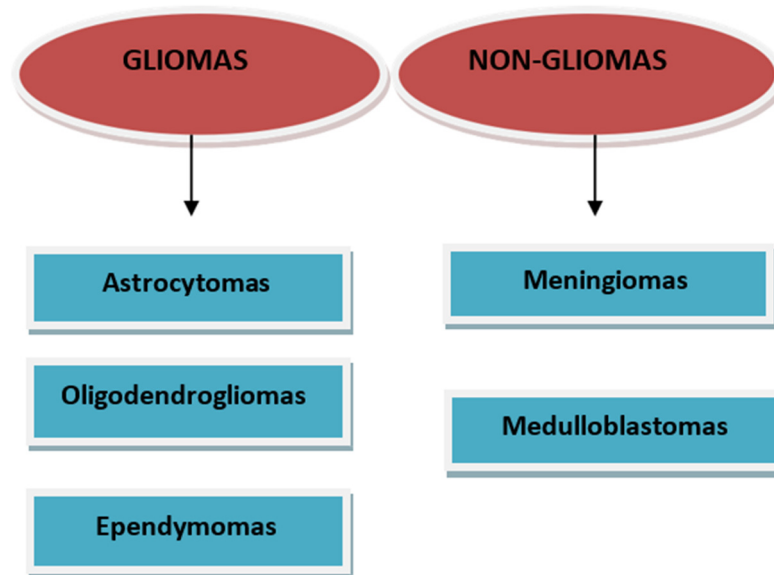 GLIOMAS
NON-GLIOMAS
Astrocytomas
Meningiomas
Oligodendrogliomas
Medulloblastomas
Ependymomas